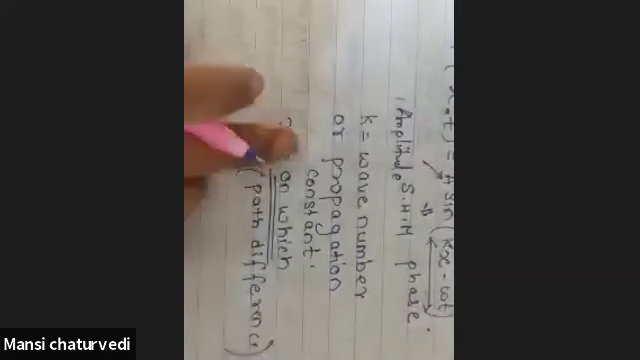 x,t) = A sin (kx - ωt)
Amplitude S.H.M phase.
k = wave number
or propagation
constant.
on which
(path difference)
Mansi chaturvedi